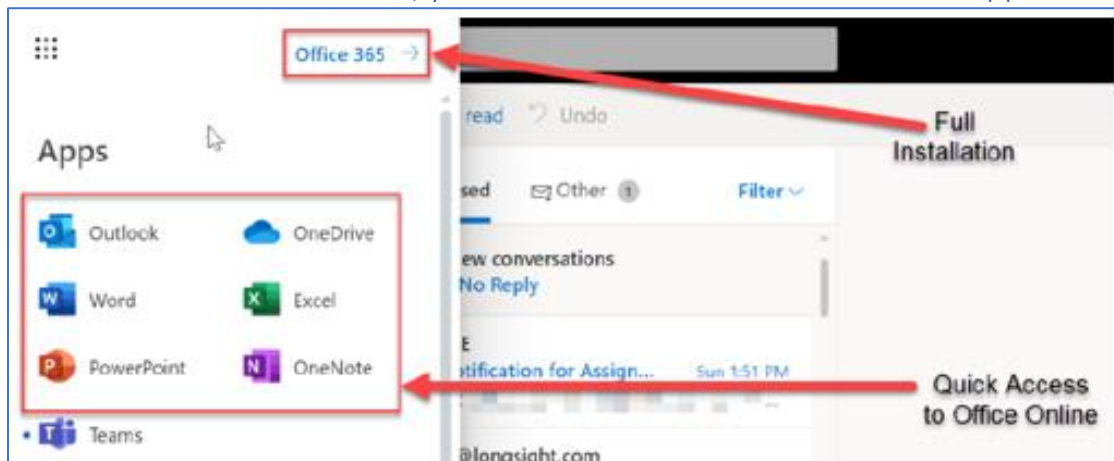 Office 365 →
read Undo
Full
Installation
Apps
sed Other 1 Filter
Outlook OneDrive
ew conversations
Word Excel
No Reply
E
PowerPoint OneNote
otification for Assign... Sun 1:51 PM
Quick Access
to Office Online
Teams
@longsight.com